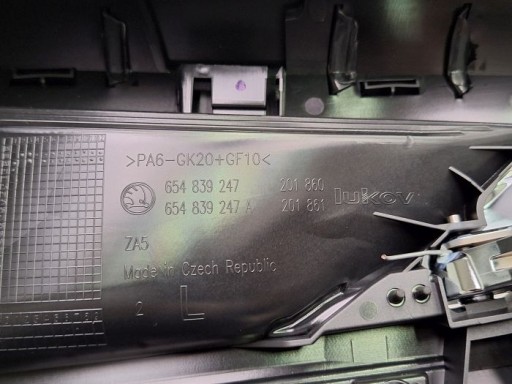 >PA6-GK20+GF10<
654 839 247 201 860
654 839 247 A 201 861 lukov
ZA5
Made in Czech Republic
2 L